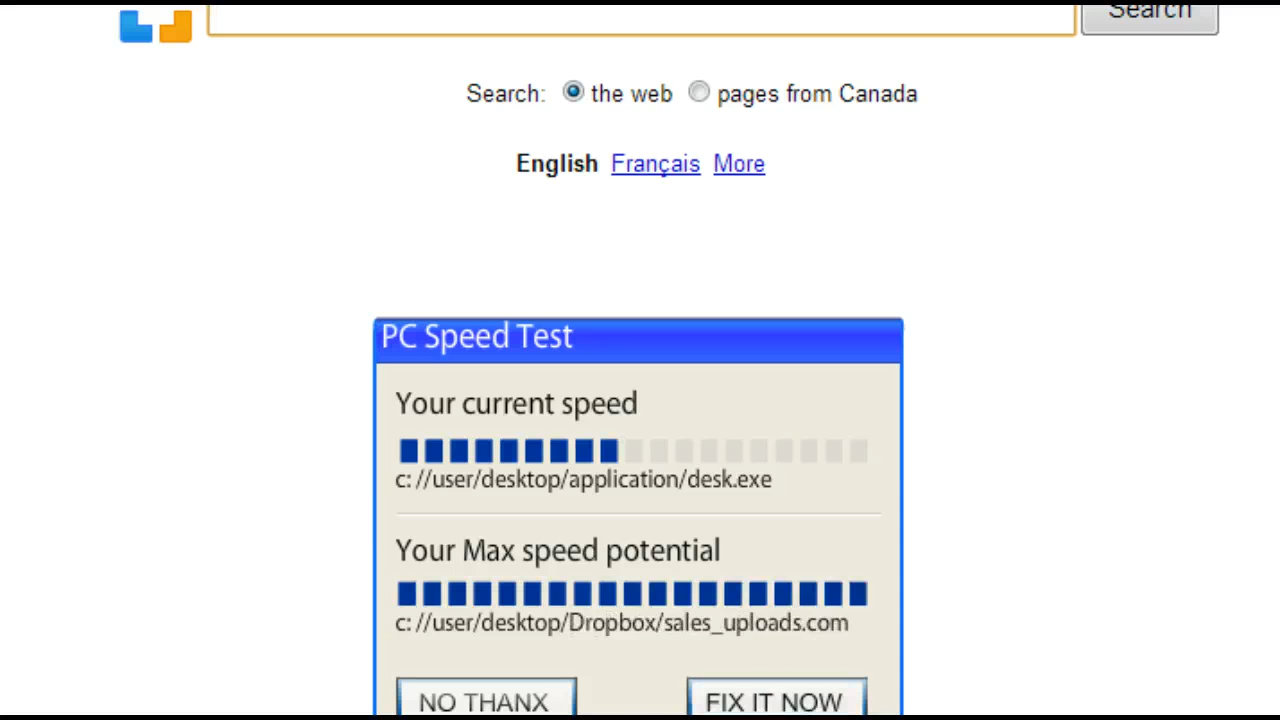 Search
Search: the web pages from Canada
English Français More
PC Speed Test
Your current speed
c: //user/desktop/application/desk.exe
Your Max speed potential
c: //user/desktop/Dropbox/sales_uploads.com
NO THANX FIX IT NOW